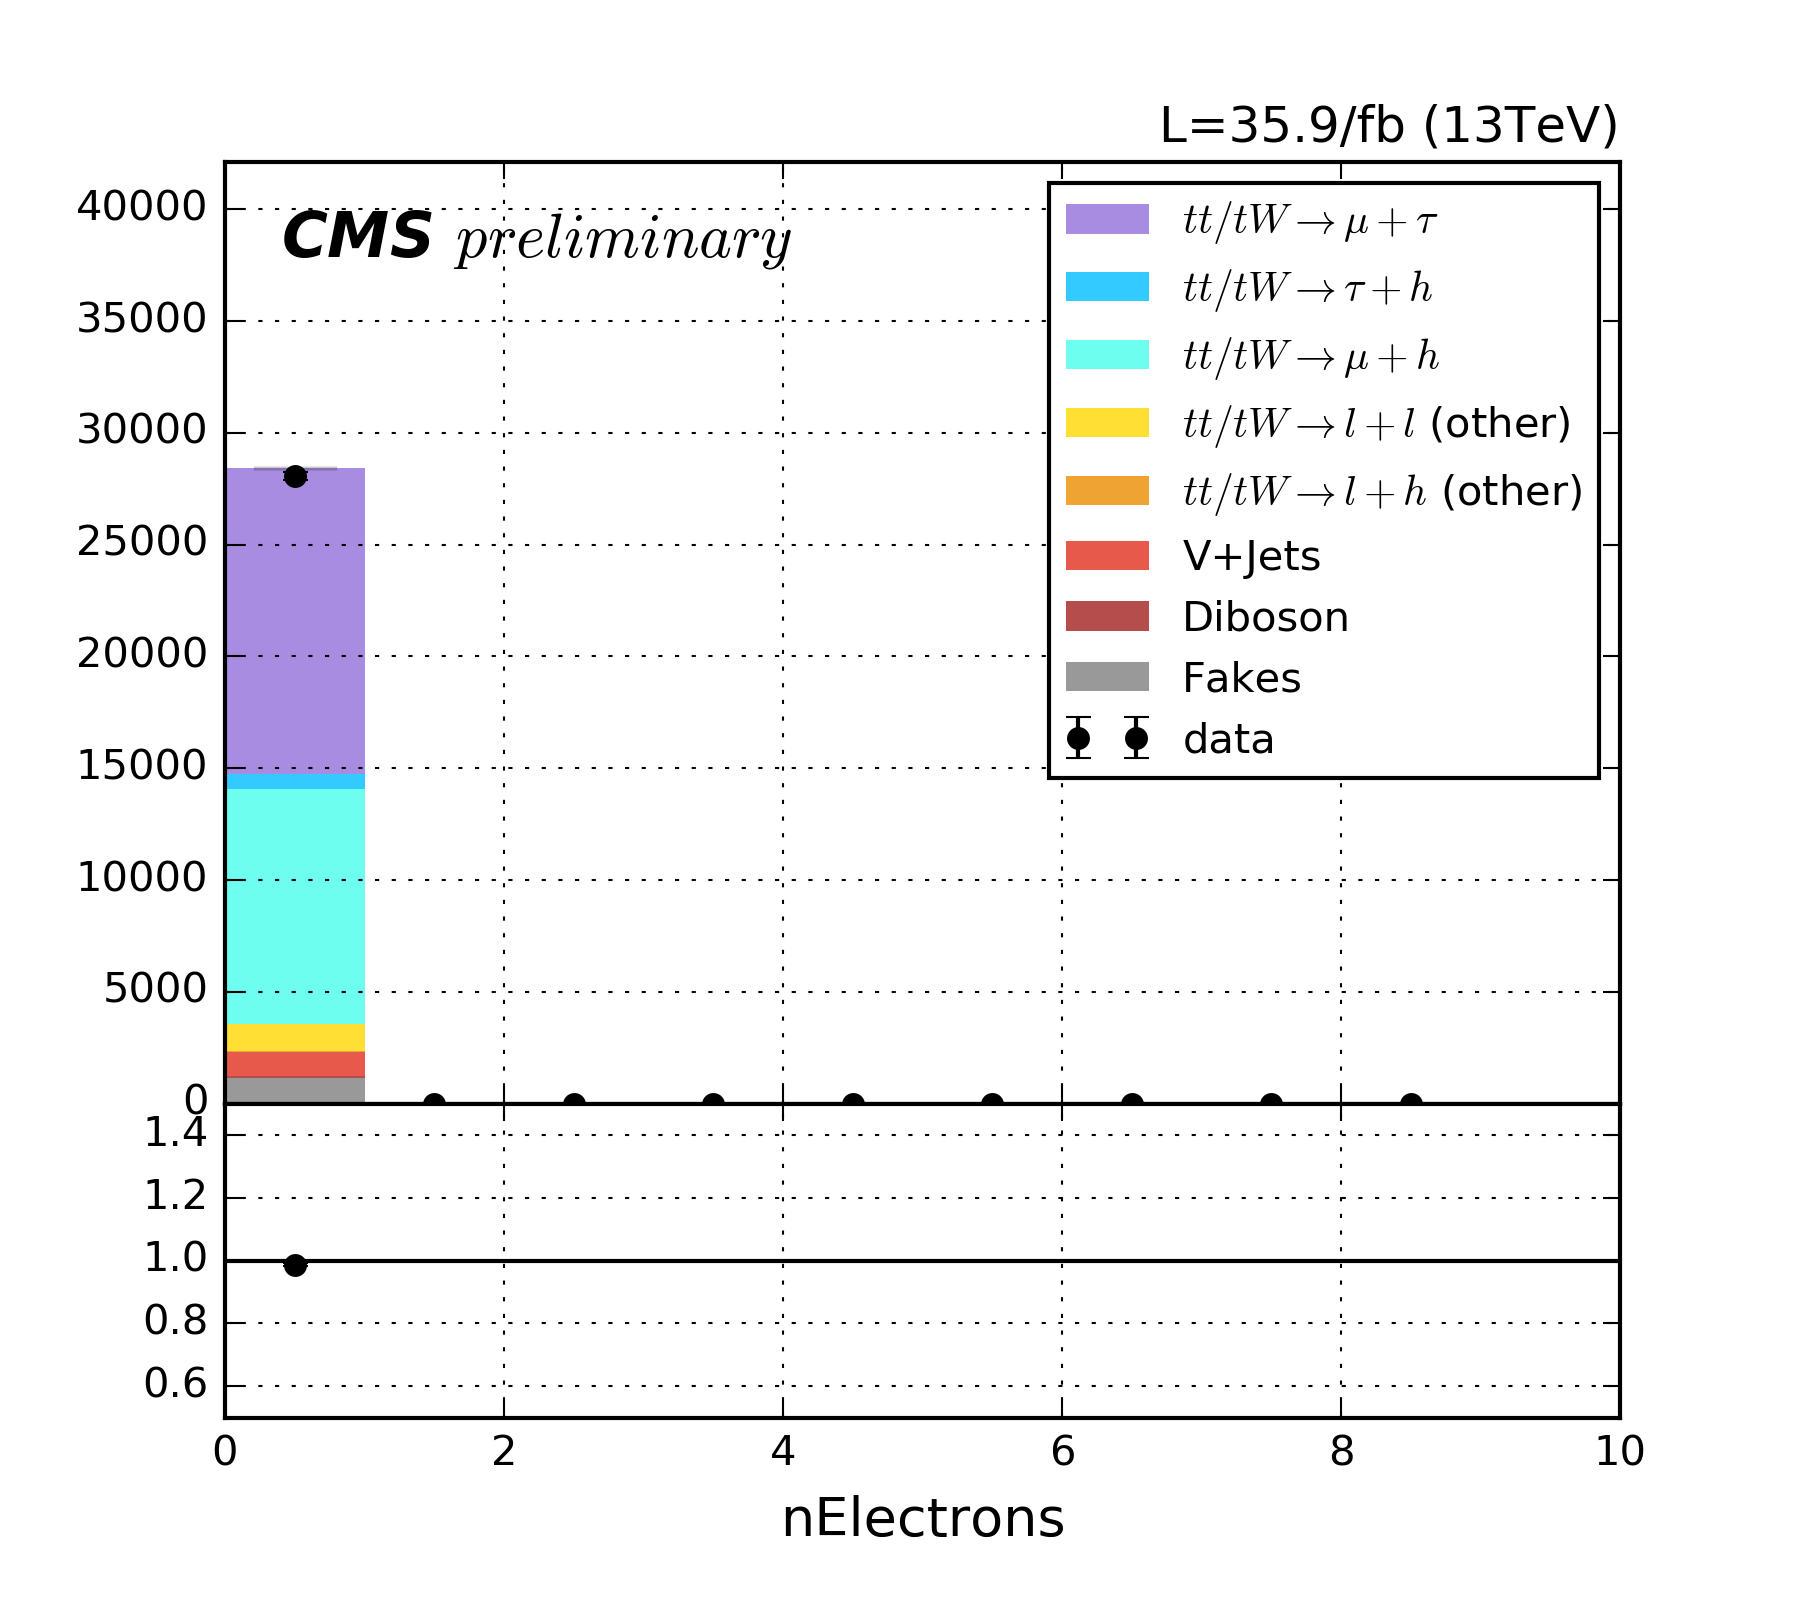 L=35.9/fb (13TeV)
CMS preliminary
40000
35000
30000
25000
20000
15000
10000
5000
0
tt/tW→μ+τ
tt/tW→τ+h
tt/tW→μ+h
tt/tW→l+l (other)
tt/tW→l+h (other)
V+Jets
Diboson
Fakes
data
1.4
1.2
1.0
0.8
0.6
0 2 4 6 8 10
nElectrons